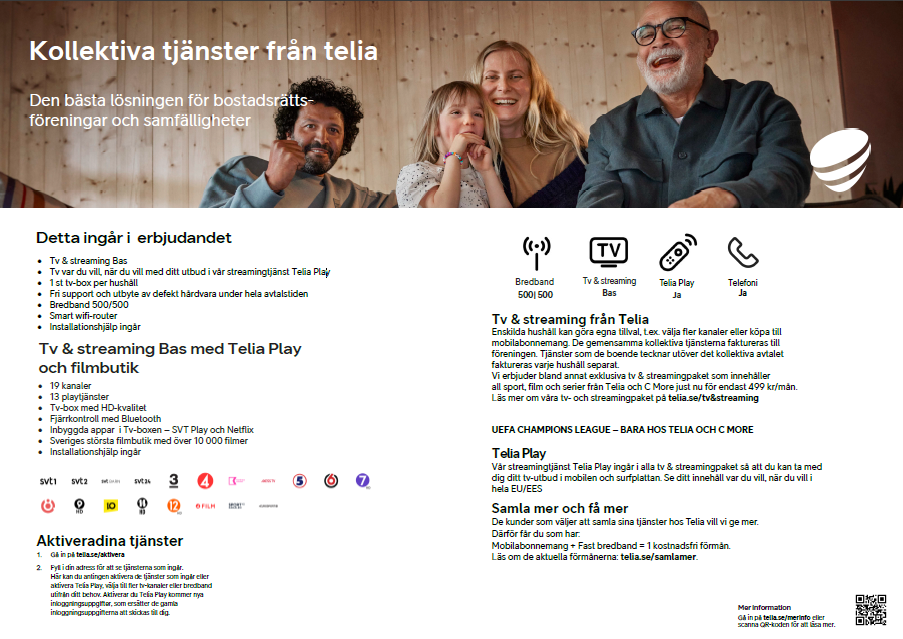 Kollektiva tjänster från telia
Den bästa lösningen för bostadsrätts-
föreningar och samfälligheter
Detta ingår i erbjudandet
• Tv & streaming Bas
• Tv var du vill, när du vill med ditt utbud i vår streamingtjänst Telia Play
• 1 st tv-box per hushåll
• Fri support och utbyte av defekt hårdvara under hela avtalstiden
• Bredband 500/500
• Smart wifi-router
• Installationshjälp ingår
Tv & streaming Bas med Telia Play
och filmbutik
• 19 kanaler
• 13 playtjänster
• Tv-box med HD-kvalitet
• Fjärrkontroll med Bluetooth
• Inbyggda appar i Tv-boxen – SVT Play och Netflix
• Sveriges största filmbutik med över 10 000 filmer
• Installationshjälp ingår
svt1 svt2 svt24 3 4 5 6 7
9 HD 10 11 HD 12 FILM
Aktiveradina tjänster
1. Gå in på telia.se/aktivera
2. Fyll i din adress för att se tjänsterna som ingår.
Här kan du antingen aktivera de tjänster som ingår eller
aktivera Telia Play, välja till fler tv-kanaler eller bredband
utifrån ditt behov. Aktiverar du Telia Play kommer nya
inloggningsuppgifter, som ersätter de gamla
inloggningsuppgifterna att skickas till dig.
TV
Bredband
500|500
Tv & streaming
Bas
Telia Play
Ja
Telefoni
Ja
Tv & streaming från Telia
Enskilda hushåll kan göra egna tillval, t.ex. välja fler kanaler eller köpa till
mobilabonnemang. De gemensamma kollektiva tjänsterna faktureras till
föreningen. Tjänster som de boende tecknar utöver det kollektiva avtalet
faktureras varje hushåll separat.
Vi erbjuder bland annat exklusiva tv & streamingpaket som innehåller
all sport, film och serier från Telia och C More just nu för endast 499 kr/mån.
Läs mer om våra tv- och streamingpaket på telia.se/tv&streaming
UEFA CHAMPIONS LEAGUE – BARA HOS TELIA OCH C MORE
Telia Play
Vår streamingtjänst Telia Play ingår i alla tv & streamingpaket så att du kan ta med
dig ditt tv-utbud i mobilen och surfplattan. Se ditt innehåll var du vill, när du vill i
hela EU/EES
Samla mer och få mer
De kunder som väljer att samla sina tjänster hos Telia vill vi ge mer.
Därför får du som har:
Mobilabonnemang + Fast bredband = 1 kostnadsfri förmån.
Läs om de aktuella förmånerna: telia.se/samlamer.
Mer information
Gå in på telia.se/merinfo eller
scanna QR-koden för att läsa mer.